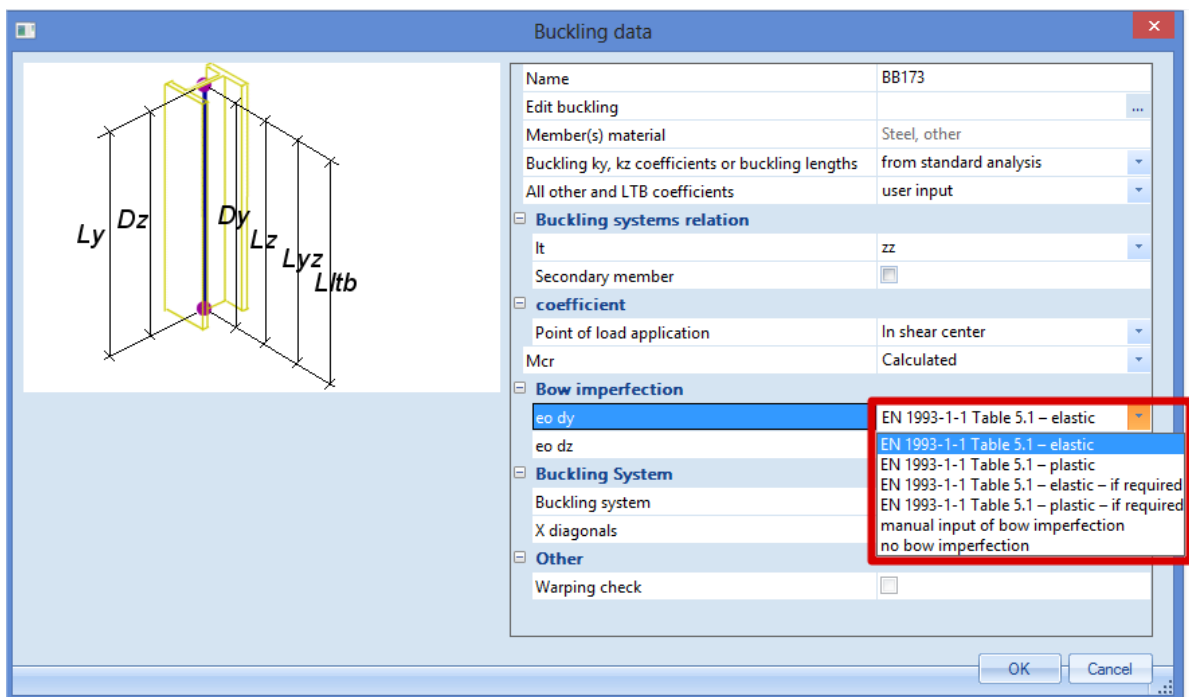 Buckling data
Name BB173
Edit buckling ...
Member(s) material Steel, other
Buckling ky, kz coefficients or buckling lengths from standard analysis
All other and LTB coefficients user input
Buckling systems relation
lt zz
Secondary member
coefficient
Point of load application In shear center
Mcr Calculated
Bow imperfection
eo dy EN 1993-1-1 Table 5.1 – elastic
eo dz
EN 1993-1-1 Table 5.1 – elastic
EN 1993-1-1 Table 5.1 – plastic
EN 1993-1-1 Table 5.1 – elastic – if required
EN 1993-1-1 Table 5.1 – plastic – if required
manual input of bow imperfection
no bow imperfection
Buckling System
Buckling system
X diagonals
Other
Warping check
Ly Dz Dy Lz Lyz Lltb
OK Cancel